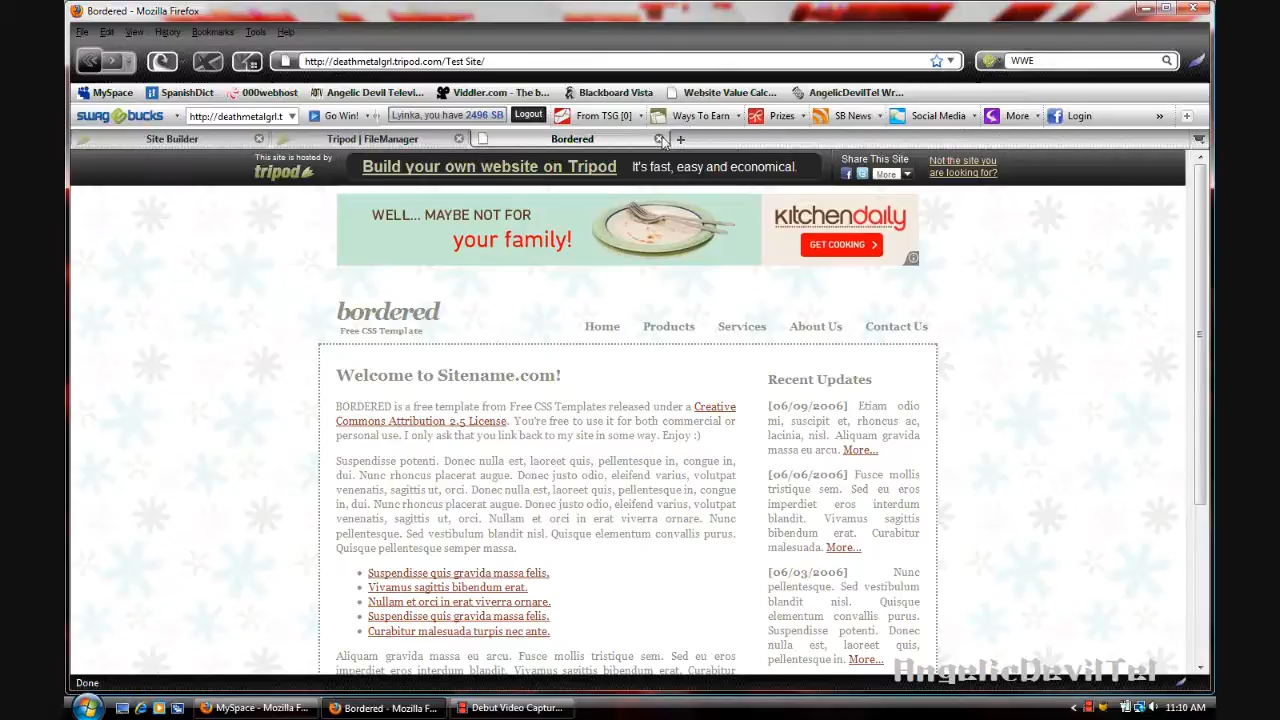 Bordered - Mozilla Firefox
File Edit View History Bookmarks Tools Help
http://deathmetalgrl.tripod.com/Test Site/
WWE
MySpace SpanishDict 000webhost Angelic Devil Televi... Viddler.com - The b... Blackboard Vista Website Value Calc... AngelicDevilTel Wr...
swagbucks http://deathmetalgrl.t Go Win! Lyinka, you have 2496 SB Logout From TSG [0] Ways To Earn Prizes SB News Social Media More Login »
Site Builder Tripod | FileManager Bordered
This site is hosted by
tripod
Build your own website on Tripod It's fast, easy and economical.
Share This Site
More
Not the site you
are looking for?
WELL... MAYBE NOT FOR
your family!
kitchendaily
GET COOKING
bordered
Free CSS Template
Home Products Services About Us Contact Us
Welcome to Sitename.com!
BORDERED is a free template from Free CSS Templates released under a Creative
Commons Attribution 2.5 License. You're free to use it for both commercial or
personal use. I only ask that you link back to my site in some way. Enjoy :)
Suspendisse potenti. Donec nulla est, laoreet quis, pellentesque in, congue in,
dui. Nunc rhoncus placerat augue. Donec justo odio, eleifend varius, volutpat
venenatis, sagittis ut, orci. Donec nulla est, laoreet quis, pellentesque in, congue
in, dui. Nunc rhoncus placerat augue. Donec justo odio, eleifend varius, volutpat
venenatis, sagittis ut, orci. Nullam et orci in erat viverra ornare. Nunc
pellentesque. Sed vestibulum blandit nisl. Quisque elementum convallis purus.
Quisque pellentesque semper massa.
Suspendisse quis gravida massa felis.
Vivamus sagittis bibendum erat.
Nullam et orci in erat viverra ornare.
Suspendisse quis gravida massa felis.
Curabitur malesuada turpis nec ante.
Aliquam gravida massa eu arcu. Fusce mollis tristique sem. Sed eu eros
imperdiet eros interdum blandit. Vivamus sagittis bibendum erat. Curabitur
Recent Updates
[06/09/2006] Etiam odio
mi, suscipit et, rhoncus ac,
lacinia, nisl. Aliquam gravida
massa eu arcu. More...
[06/06/2006] Fusce mollis
tristique sem. Sed eu eros
imperdiet eros interdum
blandit. Vivamus sagittis
bibendum erat. Curabitur
malesuada. More...
[06/03/2006] Nunc
pellentesque. Sed vestibulum
blandit nisl. Quisque
elementum convallis purus.
Suspendisse potenti. Donec
nulla est, laoreet quis,
pellentesque in. More...
AngelicDevilTel
Done
MySpace - Mozilla F... Bordered - Mozilla F... Debut Video Captur...
11:10 AM